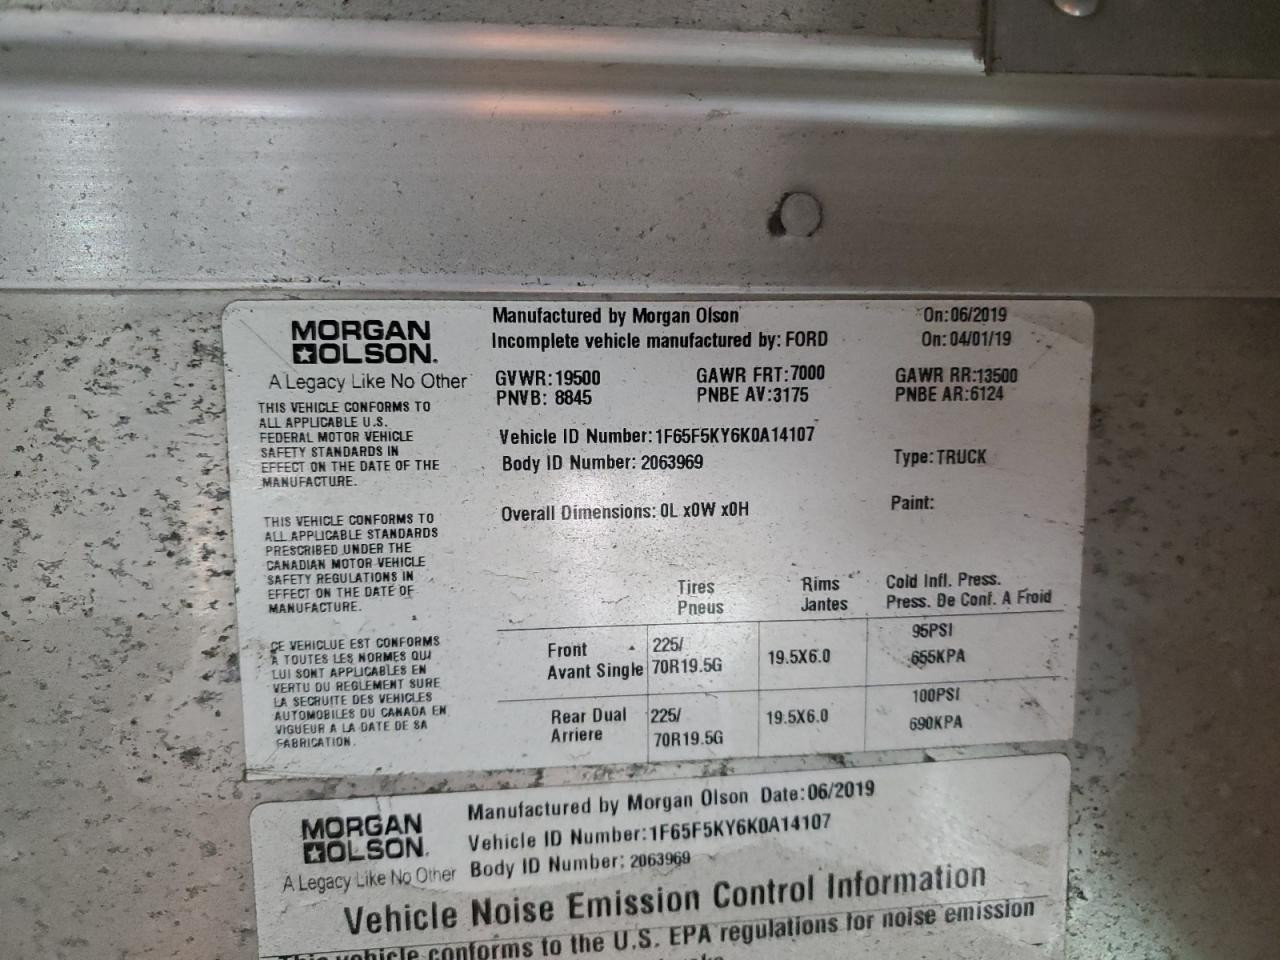 MORGAN
OLSON.
A Legacy Like No Other
THIS VEHICLE CONFORMS TO
ALL APPLICABLE U.S.
FEDERAL MOTOR VEHICLE
SAFETY STANDARDS IN
EFFECT ON THE DATE OF THE
MANUFACTURE.
THIS VEHICLE CONFORMS TO
ALL APPLICABLE STANDARDS
PRESCRIBED UNDER THE
CANADIAN MOTOR VEHICLE
SAFETY REGULATIONS IN
EFFECT ON THE DATE OF
MANUFACTURE.
CE VEHICLUE EST CONFORMS
A TOUTES LES NORMES QUI
LUI SONT APPLICABLES EN
VERTU DU REGLEMENT SURE
LA SECRUITE DES VEHICLES
AUTOMOBILES DU CANADA EN
VIGUEUR A LA DATE DE SA
FABRICATION.
Manufactured by Morgan Olson On:06/2019
Incomplete vehicle manufactured by: FORD On: 04/01/19
GVWR:19500 GAWR FRT:7000 GAWR RR:13500
PNVB: 8845 PNBE AV:3175 PNBE AR:6124
Vehicle ID Number:1F65F5KY6K0A14107
Body ID Number: 2063969 Type: TRUCK
Overall Dimensions: 0L x0W x0H Paint:
Tires Rims Cold Infl. Press.
Pneus Jantes Press. De Conf. A Froid
Front 225/ 19.5X6.0 95PSI
Avant Single 70R19.5G 655KPA
Rear Dual 225/ 19.5X6.0 100PSI
Arriere 70R19.5G 690KPA
MORGAN
OLSON.
A Legacy Like No Other
Manufactured by Morgan Olson Date:06/2019
Vehicle ID Number:1F65F5KY6K0A14107
Body ID Number: 2063969
Vehicle Noise Emission Control Information
This vehicle conforms to the U.S. EPA regulations for noise emission